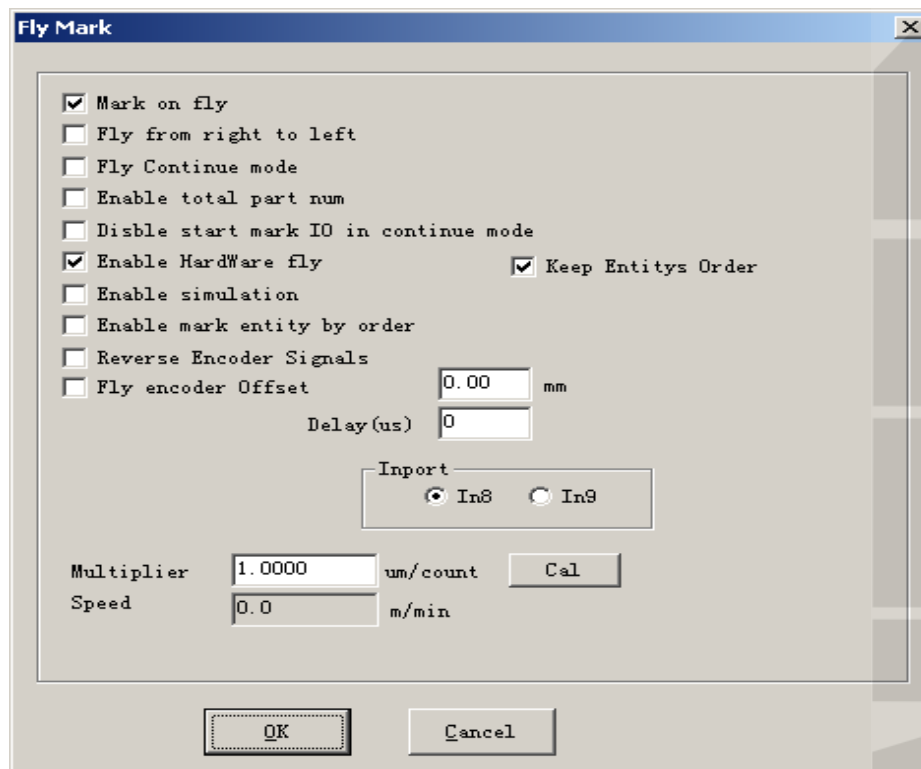 Fly Mark
Mark on fly
Fly from right to left
Fly Continue mode
Enable total part num
Disble start mark IO in continue mode
Enable HardWare fly
Keep Entitys Order
Enable simulation
Enable mark entity by order
Reverse Encoder Signals
Fly encoder Offset 0.00 mm
Delay(us) 0
Inport
In8 In9
Multiplier 1.0000 um/count Cal
Speed 0.0 m/min
OK Cancel